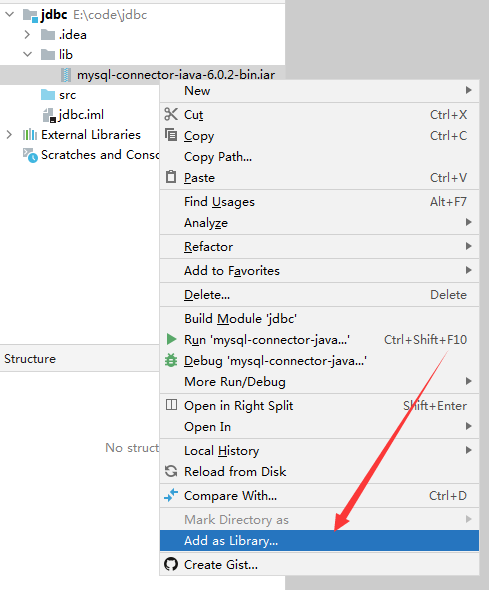 jdbc E:\code\jdbc
.idea
lib
mysql-connector-java-6.0.2-bin.jar
src
jdbc.iml
External Libraries
Scratches and Conso
New
Cut Ctrl+X
Copy Ctrl+C
Copy Path...
Paste Ctrl+V
Find Usages Alt+F7
Analyze
Refactor
Add to Favorites
Delete... Delete
Build Module 'jdbc'
Run 'mysql-connector-java...' Ctrl+Shift+F10
Debug 'mysql-connector-java...'
More Run/Debug
Open in Right Split Shift+Enter
Open In
Local History
Reload from Disk
Compare With... Ctrl+D
Mark Directory as
Add as Library...
Create Gist...
Structure
No struct